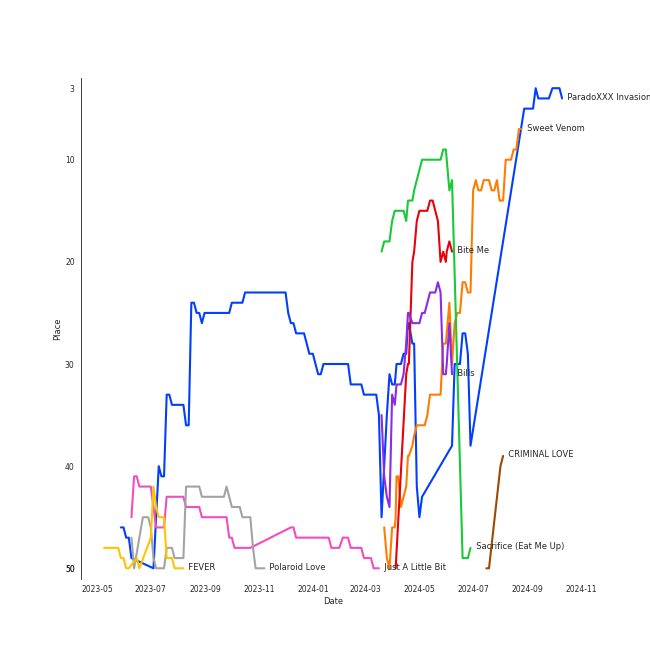 3
ParadoXXX Invasion
Sweet Venom
10
Bite Me
20
Place
30
Bills
40
CRIMINAL LOVE
Sacrifice (Eat Me Up)
50
FEVER
Polaroid Love
Just A Little Bit
2023-05
2023-07
2023-09
2023-11
2024-01
2024-03
2024-05
2024-07
2024-09
2024-11
Date